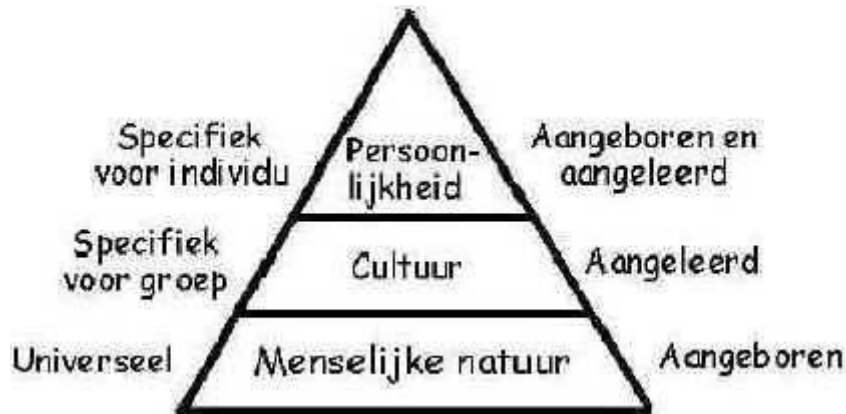 Specifiek
voor individu
Persoon-
lijkheid
Aangeboren en
aangeleerd
Specifiek
voor groep
Cultuur
Aangeleerd
Universeel
Menselijke natuur
Aangeboren